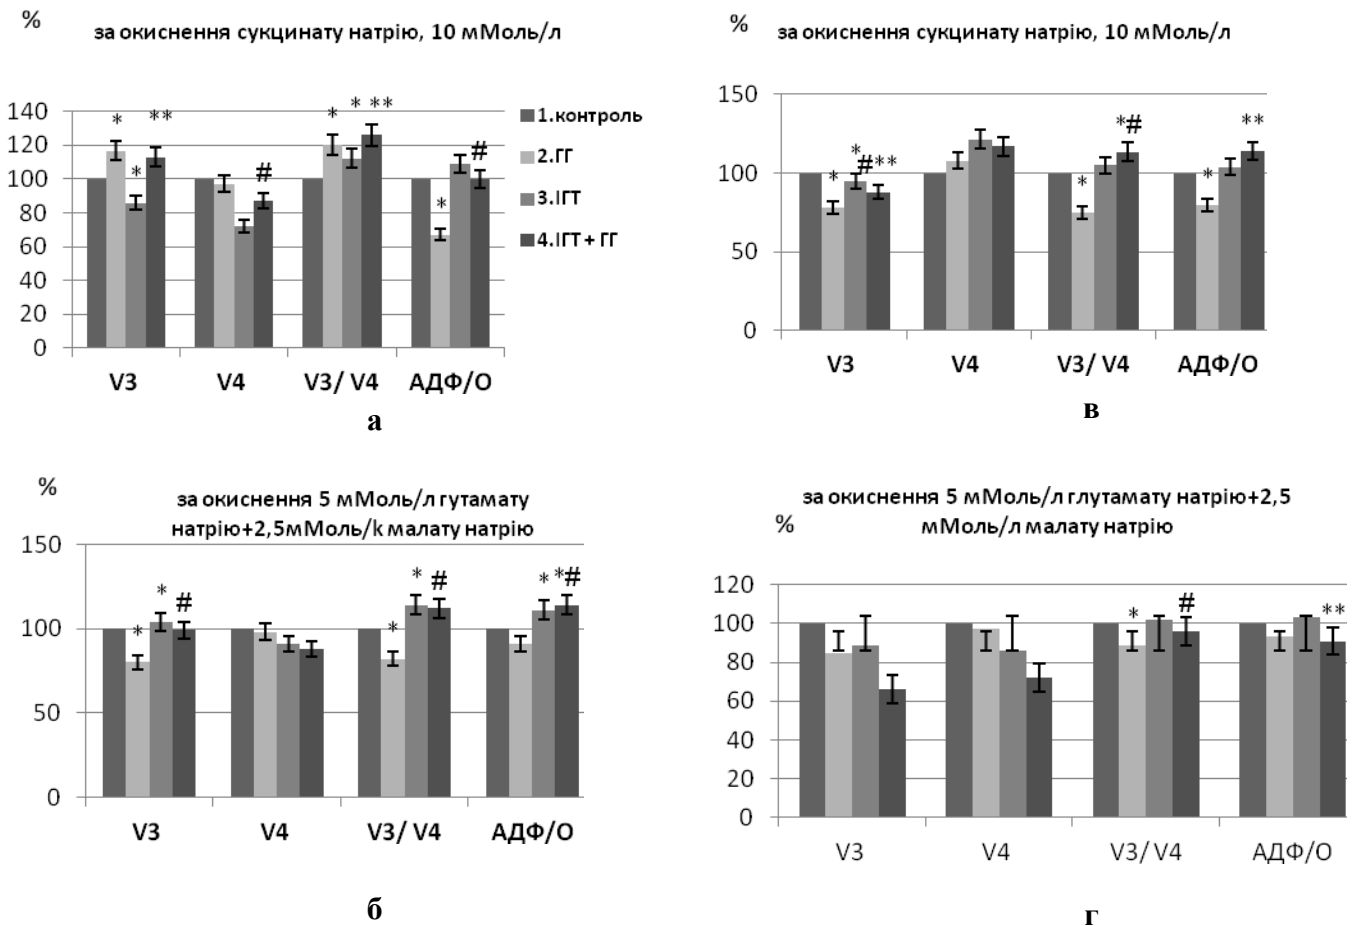 %
за окиснення сукцинату натрію, 10 мМоль/л
140
120
100
80
60
40
20
0
* * ** # * * ** * #
V3 V4 V3/ V4 АДФ/О
1.контроль
2.ГГ
3.ІГТ
4.ІГТ + ГГ
а
%
за окиснення сукцинату натрію, 10 мМоль/л
150
100
50
0
* * # ** * *# * **
V3 V4 V3/ V4 АДФ/О
в
%
за окиснення 5 мМоль/л гутамату
натрію+2,5мМоль/k малату натрію
150
100
50
0
* * # * * # * *#
V3 V4 V3/ V4 АДФ/О
б
за окиснення 5 мМоль/л глутамату натрію+2,5
мМоль/л малату натрію
%
120
100
80
60
40
20
0
* # **
V3 V4 V3/ V4 АДФ/О
г